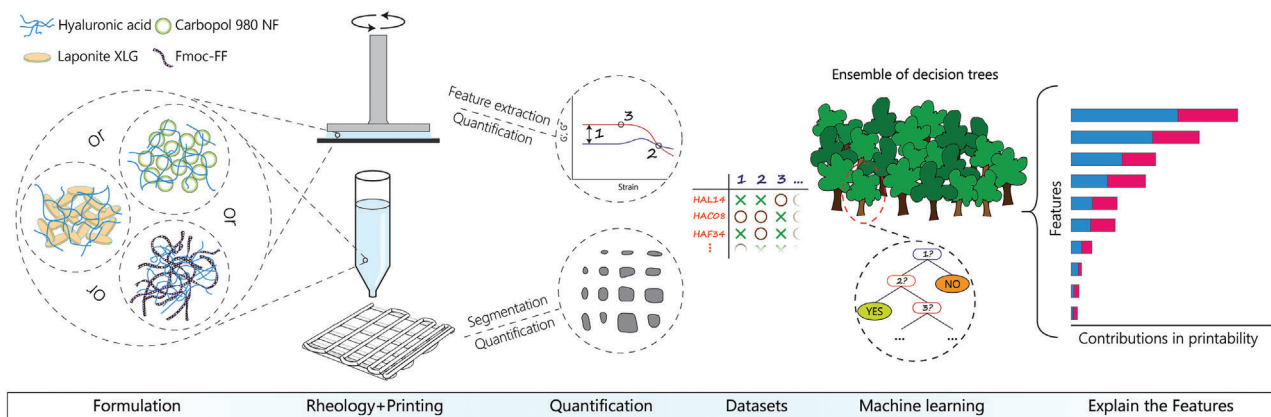 Hyaluronic acid
Carbopol 980 NF
Laponite XLG
Fmoc-FF
or
or
or
Feature extraction
Quantification
G', G"
1
3
2
Strain
Segmentation
Quantification
1 2 3 ...
HAL14
HAC08
HAF34
Ensemble of decision trees
1?
2?
NO
YES
3?
... ...
Features
Contributions in printability
Formulation
Rheology+Printing
Quantification
Datasets
Machine learning
Explain the Features